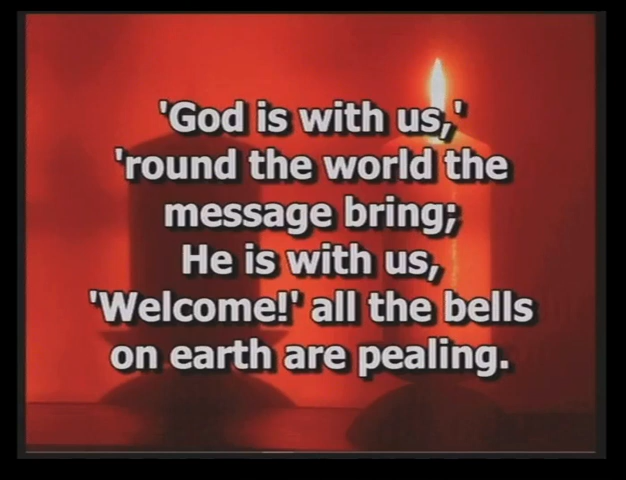 'God is with us,'
'round the world the
message bring;
He is with us,
'Welcome!' all the bells
on earth are pealing.